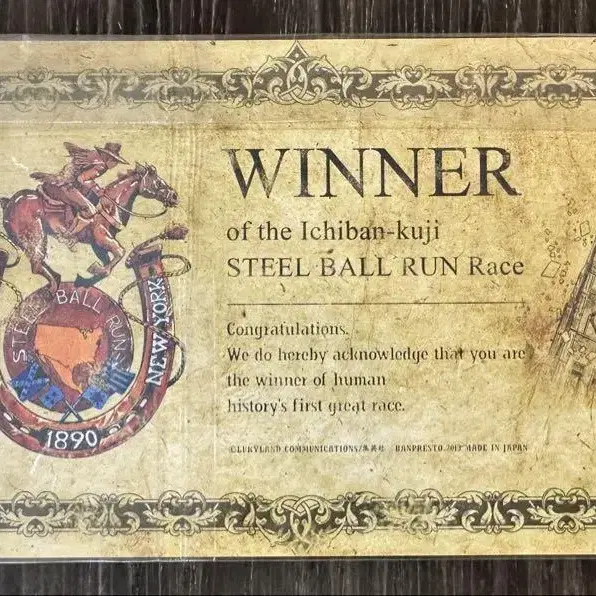 STEEL BALL RUN
NEW YORK
1890
WINNER
of the Ichiban-kuji
STEEL BALL RUN Race
Congratulations.
We do hereby acknowledge that you are
the winner of human
history's first great race.
©LUCKYLAND COMMUNICATIONS/集英社 BANPRESTO 2012 MADE IN JAPAN